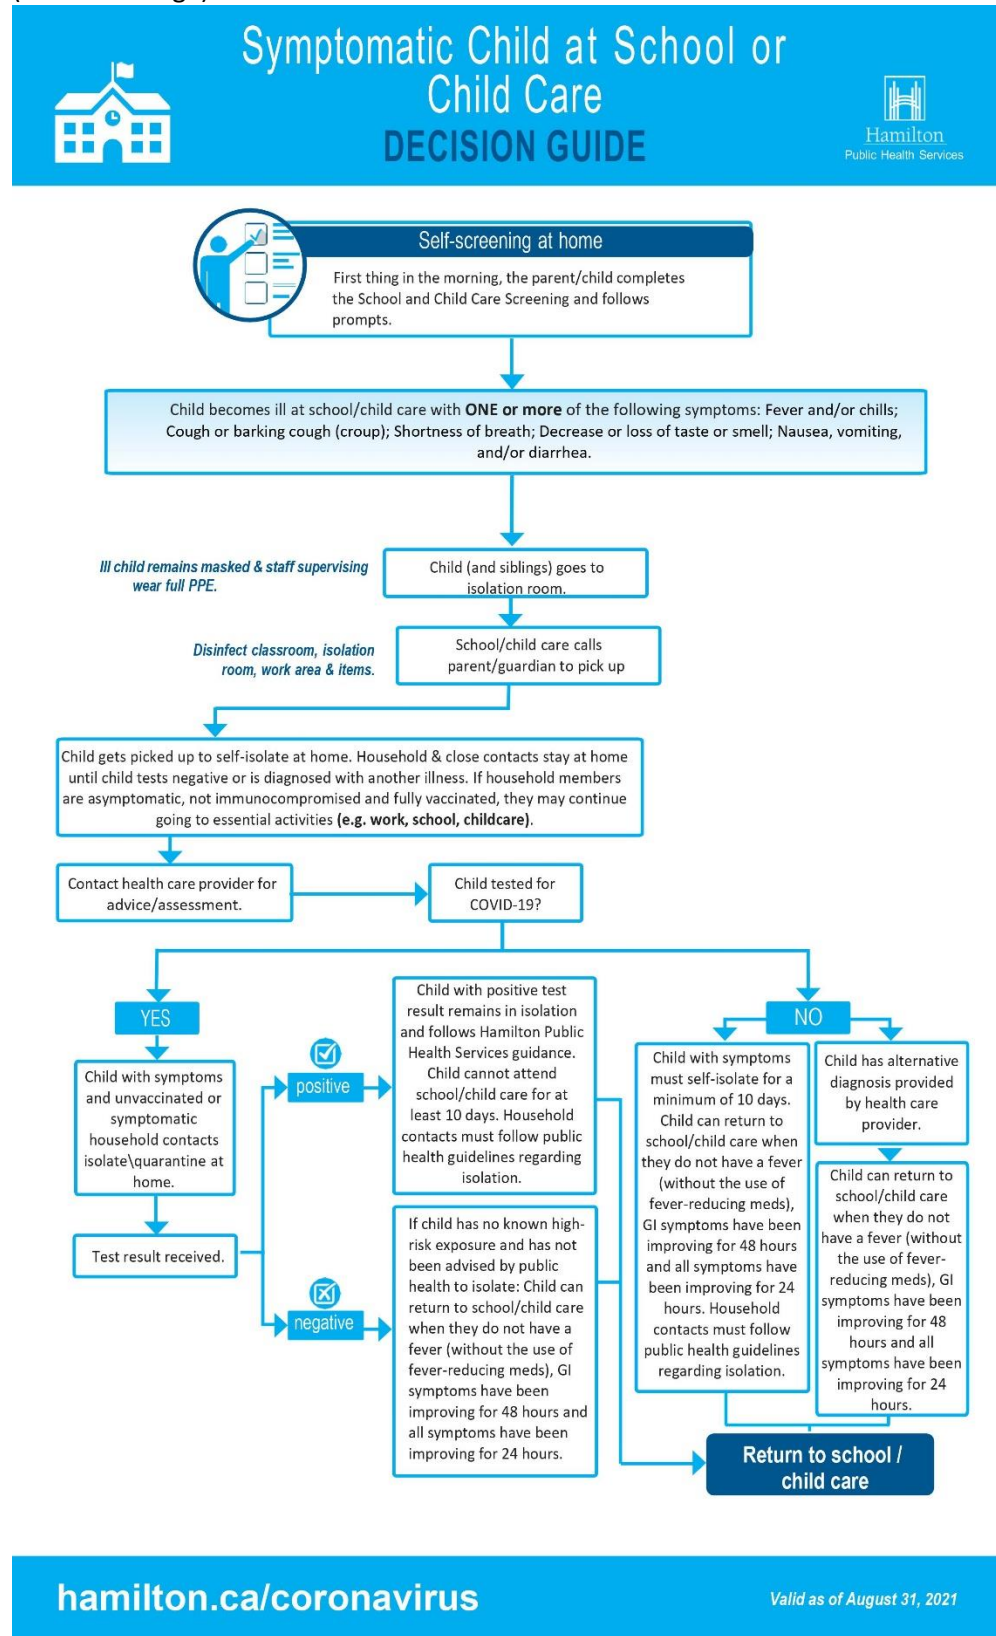 Symptomatic Child at School or
Child Care
DECISION GUIDE
Hamilton
Public Health Services
Self-screening at home
First thing in the morning, the parent/child completes
the School and Child Care Screening and follows
prompts.
Child becomes ill at school/child care with ONE or more of the following symptoms: Fever and/or chills;
Cough or barking cough (croup); Shortness of breath; Decrease or loss of taste or smell; Nausea, vomiting,
and/or diarrhea.
Ill child remains masked & staff supervising
wear full PPE.
Child (and siblings) goes to
isolation room.
Disinfect classroom, isolation
room, work area & items.
School/child care calls
parent/guardian to pick up
Child gets picked up to self-isolate at home. Household & close contacts stay at home
until child tests negative or is diagnosed with another illness. If household members
are asymptomatic, not immunocompromised and fully vaccinated, they may continue
going to essential activities (e.g. work, school, childcare).
Contact health care provider for
advice/assessment.
Child tested for
COVID-19?
YES
Child with symptoms
and unvaccinated or
symptomatic
household contacts
isolate\quarantine at
home.
Test result received.
positive
Child with positive test
result remains in isolation
and follows Hamilton Public
Health Services guidance.
Child cannot attend
school/child care for at
least 10 days. Household
contacts must follow public
health guidelines regarding
isolation.
negative
If child has no known high-
risk exposure and has not
been advised by public
health to isolate: Child can
return to school/child care
when they do not have a
fever (without the use of
fever-reducing meds), GI
symptoms have been
improving for 48 hours and
all symptoms have been
improving for 24 hours.
NO
Child with symptoms
must self-isolate for a
minimum of 10 days.
Child can return to
school/child care when
they do not have a fever
(without the use of
fever-reducing meds),
GI symptoms have been
improving for 48 hours
and all symptoms have
been improving for 24
hours. Household
contacts must follow
public health guidelines
regarding isolation.
Child has alternative
diagnosis provided
by health care
provider.
Child can return to
school/child care
when they do not
have a fever (without
the use of fever-
reducing meds), GI
symptoms have been
improving for 48
hours and all
symptoms have been
improving for 24
hours.
Return to school /
child care
hamilton.ca/coronavirus
Valid as of August 31, 2021